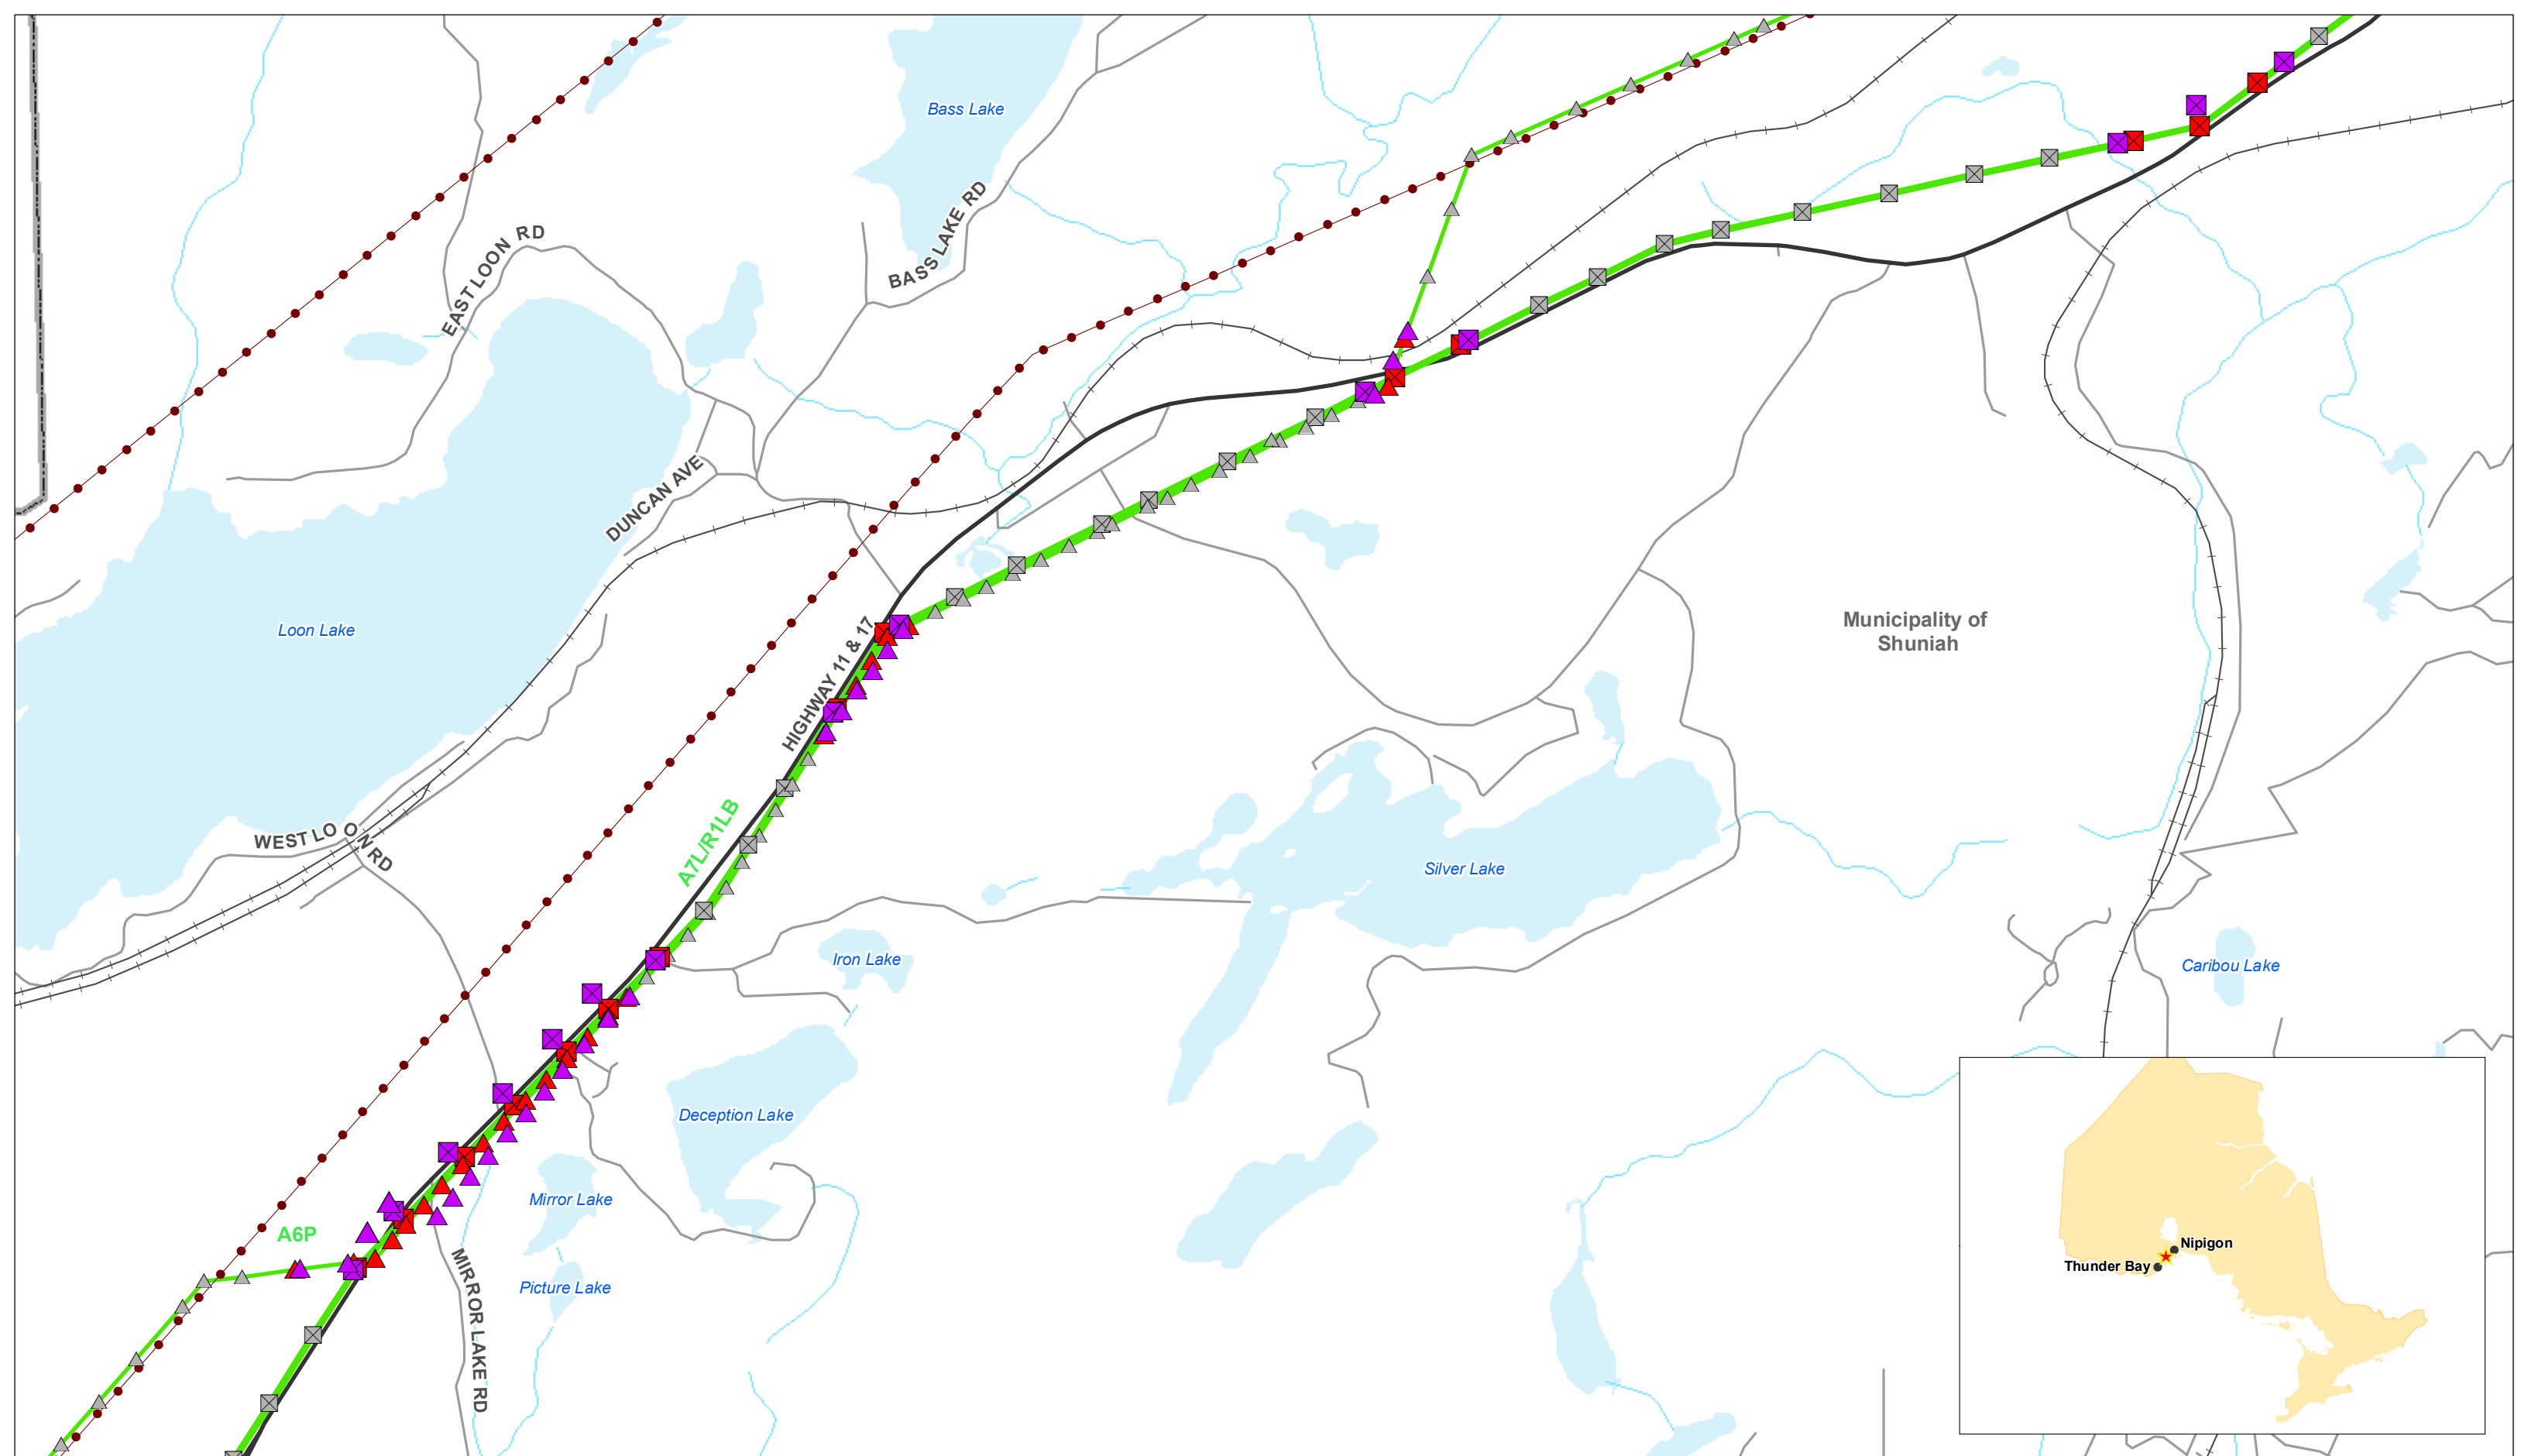 Bass Lake
EAST LOON RD
BASS LAKE RD
DUNCAN AVE
Loon Lake
HIGHWAY 11 & 17
Municipality of
Shuniah
A7L/R1LB
WEST LOON RD
Silver Lake
Iron Lake
Caribou Lake
Deception Lake
Mirror Lake
A6P
MIRROR LAKE RD
Picture Lake
Nipigon
Thunder Bay